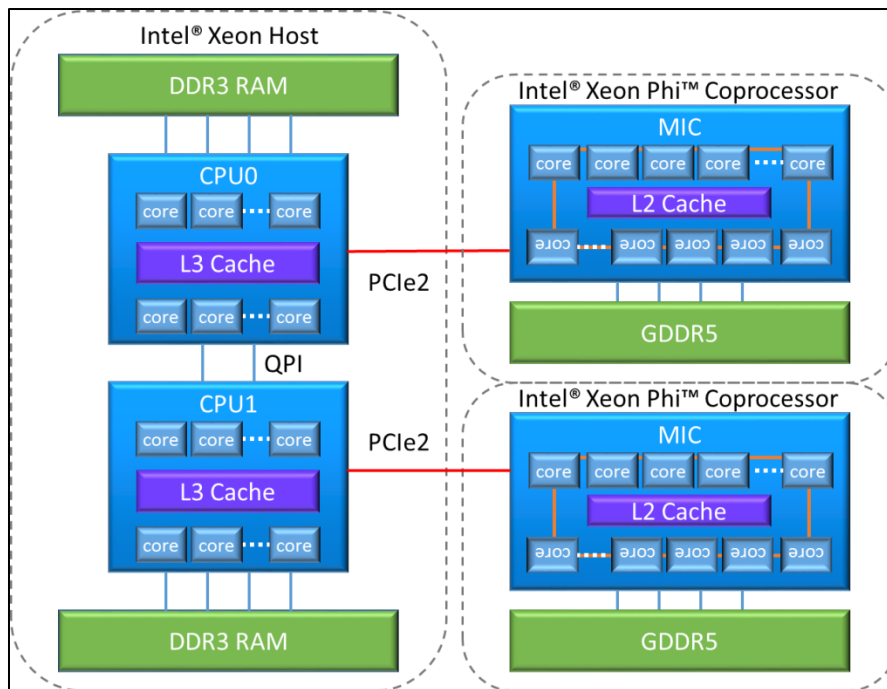 Intel® Xeon Host
DDR3 RAM
CPU0
core core core
L3 Cache
core core core
QPI
CPU1
core core core
L3 Cache
core core core
DDR3 RAM
PCIe2
PCIe2
Intel® Xeon Phi™ Coprocessor
MIC
core core core core core
L2 Cache
core core core core core
GDDR5
Intel® Xeon Phi™ Coprocessor
MIC
core core core core core
L2 Cache
core core core core core
GDDR5